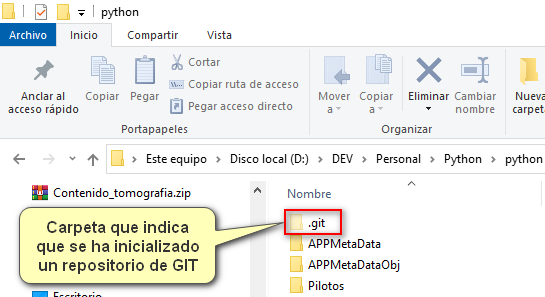 python
Archivo Inicio Compartir Vista
Anclar al acceso rápido
Copiar
Pegar
Cortar
Copiar ruta de acceso
Pegar acceso directo
Mover a
Copiar a
Eliminar
Cambiar nombre
Nueva carpeta
Portapapeles
Organizar
Este equipo > Disco local (D:) > DEV > Personal > Python > python
Contenido_tomografia.zip
Nombre
Carpeta que indica
que se ha inicializado
un repositorio de GIT
.git
APPMetaData
APPMetaDataObj
Pilotos